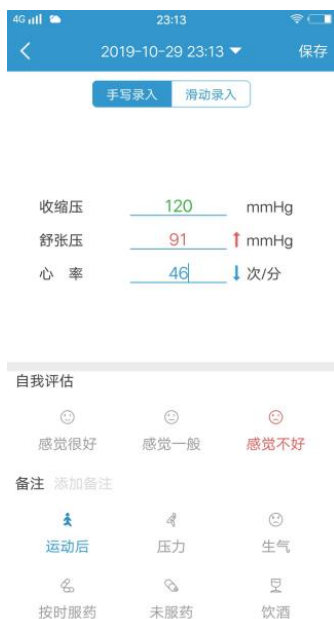 4G 23:13
2019-10-29 23:13 保存
手写录入 滑动录入
收缩压 120 mmHg
舒张压 91 mmHg
心 率 46 次/分
自我评估
感觉很好 感觉一般 感觉不好
备注 添加备注
运动后 压力 生气
按时服药 未服药 饮酒